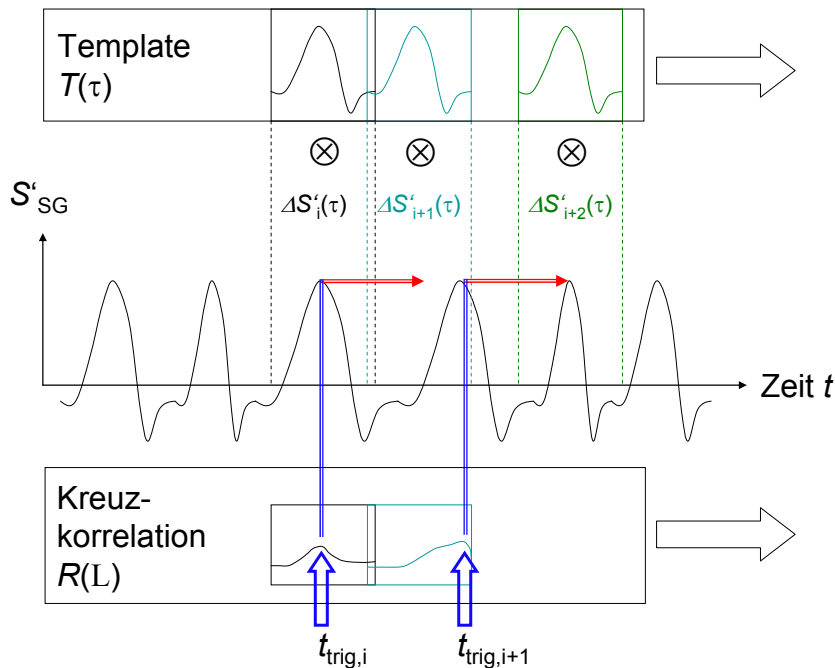 Template
T(τ)
ΔS‘i(τ)
ΔS‘i+1(τ)
ΔS‘i+2(τ)
S‘SG
Zeit t
Kreuz-
korrelation
R(L)
ttrig,i
ttrig,i+1